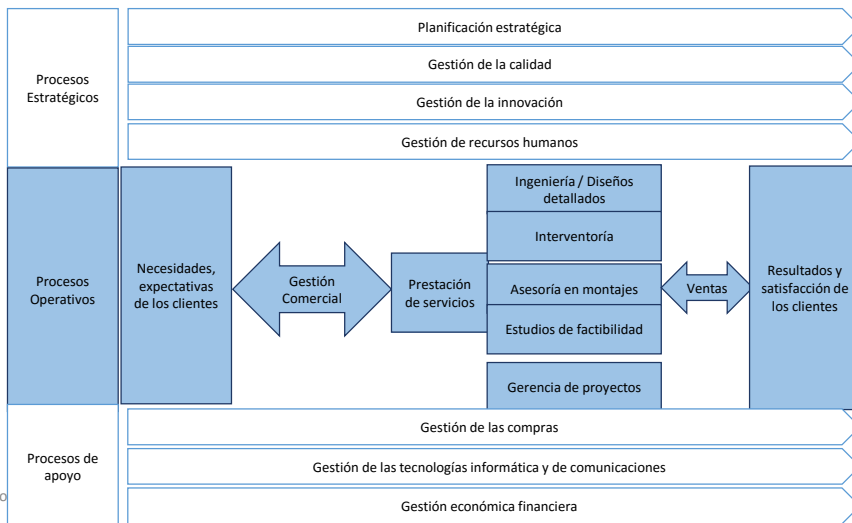 Planificación estratégica
Gestión de la calidad
Procesos
Estratégicos
Gestión de la innovación
Gestión de recursos humanos
Procesos
Operativos
Necesidades,
expectativas
de los clientes
Gestión
Comercial
Prestación
de servicios
Ingeniería / Diseños
detallados
Interventoría
Asesoría en montajes
Estudios de factibilidad
Gerencia de proyectos
Ventas
Resultados y
satisfacción de
los clientes
Procesos de
apoyo
Gestión de las compras
Gestión de las tecnologías informática y de comunicaciones
Gestión económica financiera
o